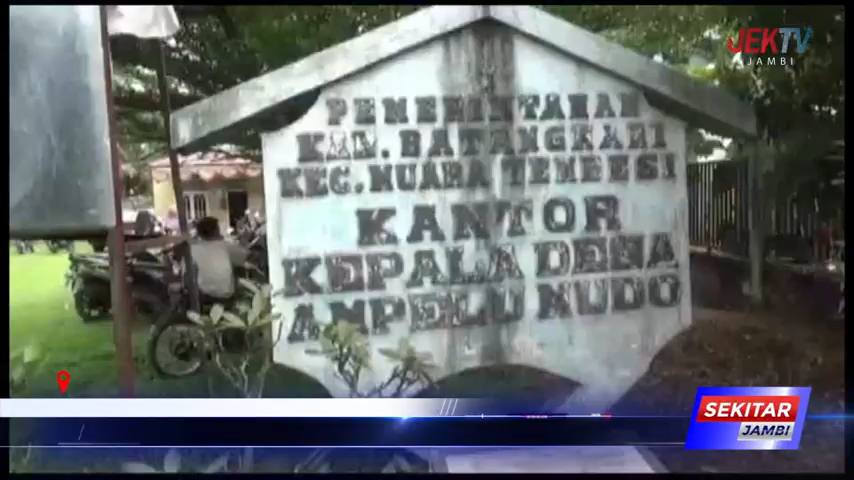 JEKTV
JAMBI
PEMERINTAHAN
KAB. BATANGHARI
KEC. MUARA TEMBESI
KANTOR
KEPALA DESA
AMPELU MUDO
SEKITAR
JAMBI